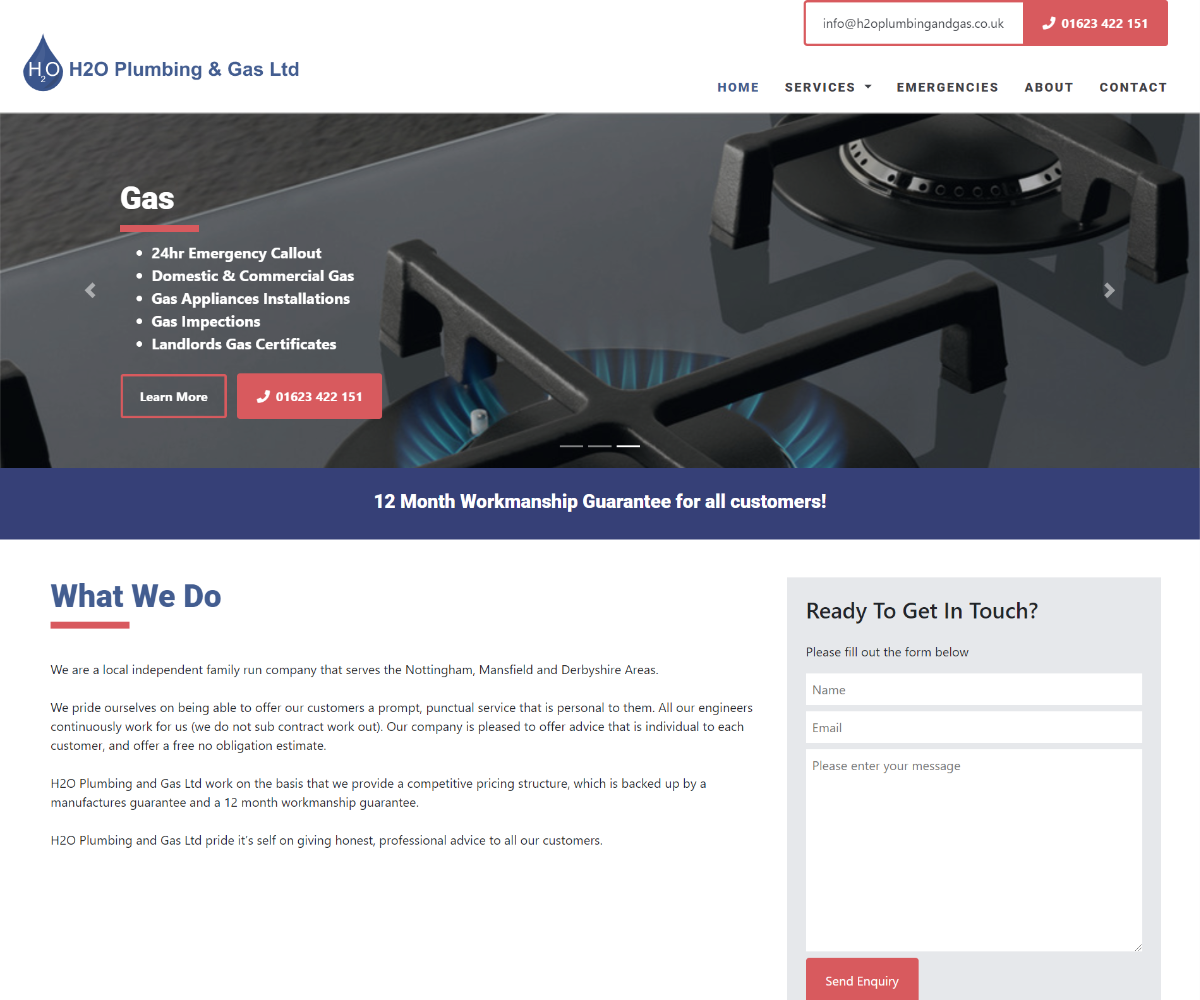 info@h2oplumbingandgas.co.uk
01623 422 151
H2O
H2O Plumbing & Gas Ltd
HOME SERVICES EMERGENCIES ABOUT CONTACT
Gas
• 24hr Emergency Callout
• Domestic & Commercial Gas
• Gas Appliances Installations
• Gas Impections
• Landlords Gas Certificates
Learn More
01623 422 151
12 Month Workmanship Guarantee for all customers!
What We Do
We are a local independent family run company that serves the Nottingham, Mansfield and Derbyshire Areas.
We pride ourselves on being able to offer our customers a prompt, punctual service that is personal to them. All our engineers
continuously work for us (we do not sub contract work out). Our company is pleased to offer advice that is individual to each
customer, and offer a free no obligation estimate.
H2O Plumbing and Gas Ltd work on the basis that we provide a competitive pricing structure, which is backed up by a
manufactures guarantee and a 12 month workmanship guarantee.
H2O Plumbing and Gas Ltd pride it's self on giving honest, professional advice to all our customers.
Ready To Get In Touch?
Please fill out the form below
Name
Email
Please enter your message
Send Enquiry